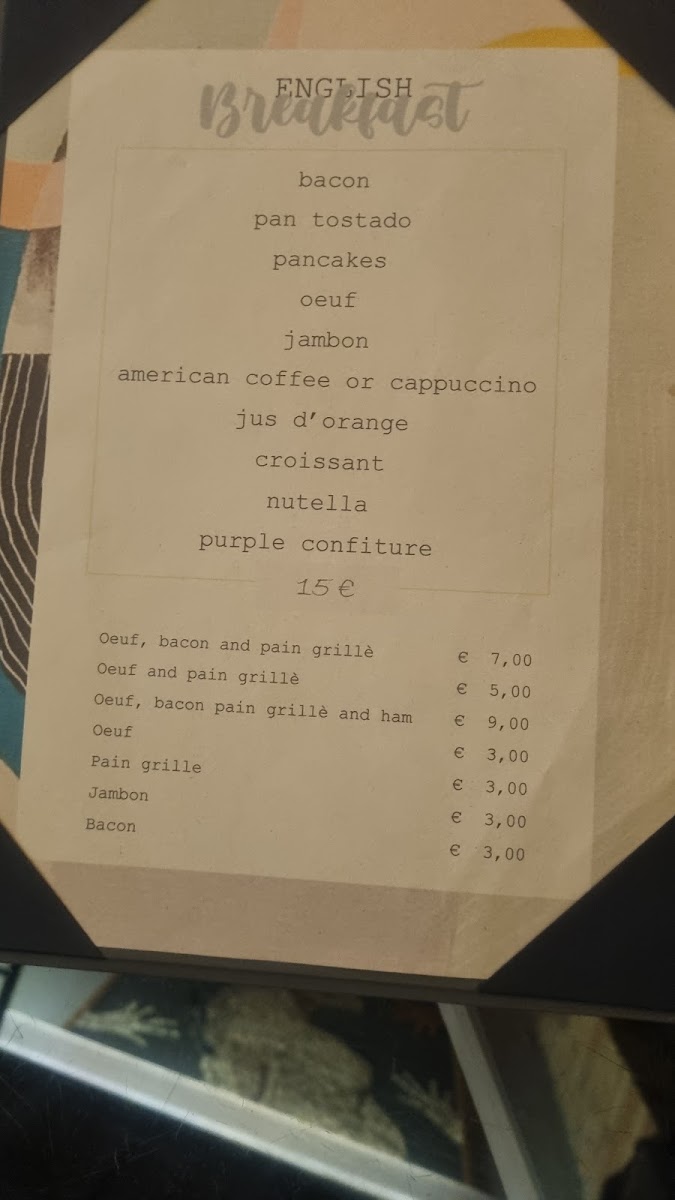 ENGLISH
Breakfast
bacon
pan tostado
pancakes
oeuf
jambon
american coffee or cappuccino
jus d'orange
croissant
nutella
purple confiture
15 €
Oeuf, bacon and pain grillè € 7,00
Oeuf and pain grillè € 5,00
Oeuf, bacon pain grillè and ham € 9,00
Oeuf € 3,00
Pain grille € 3,00
Jambon € 3,00
Bacon € 3,00